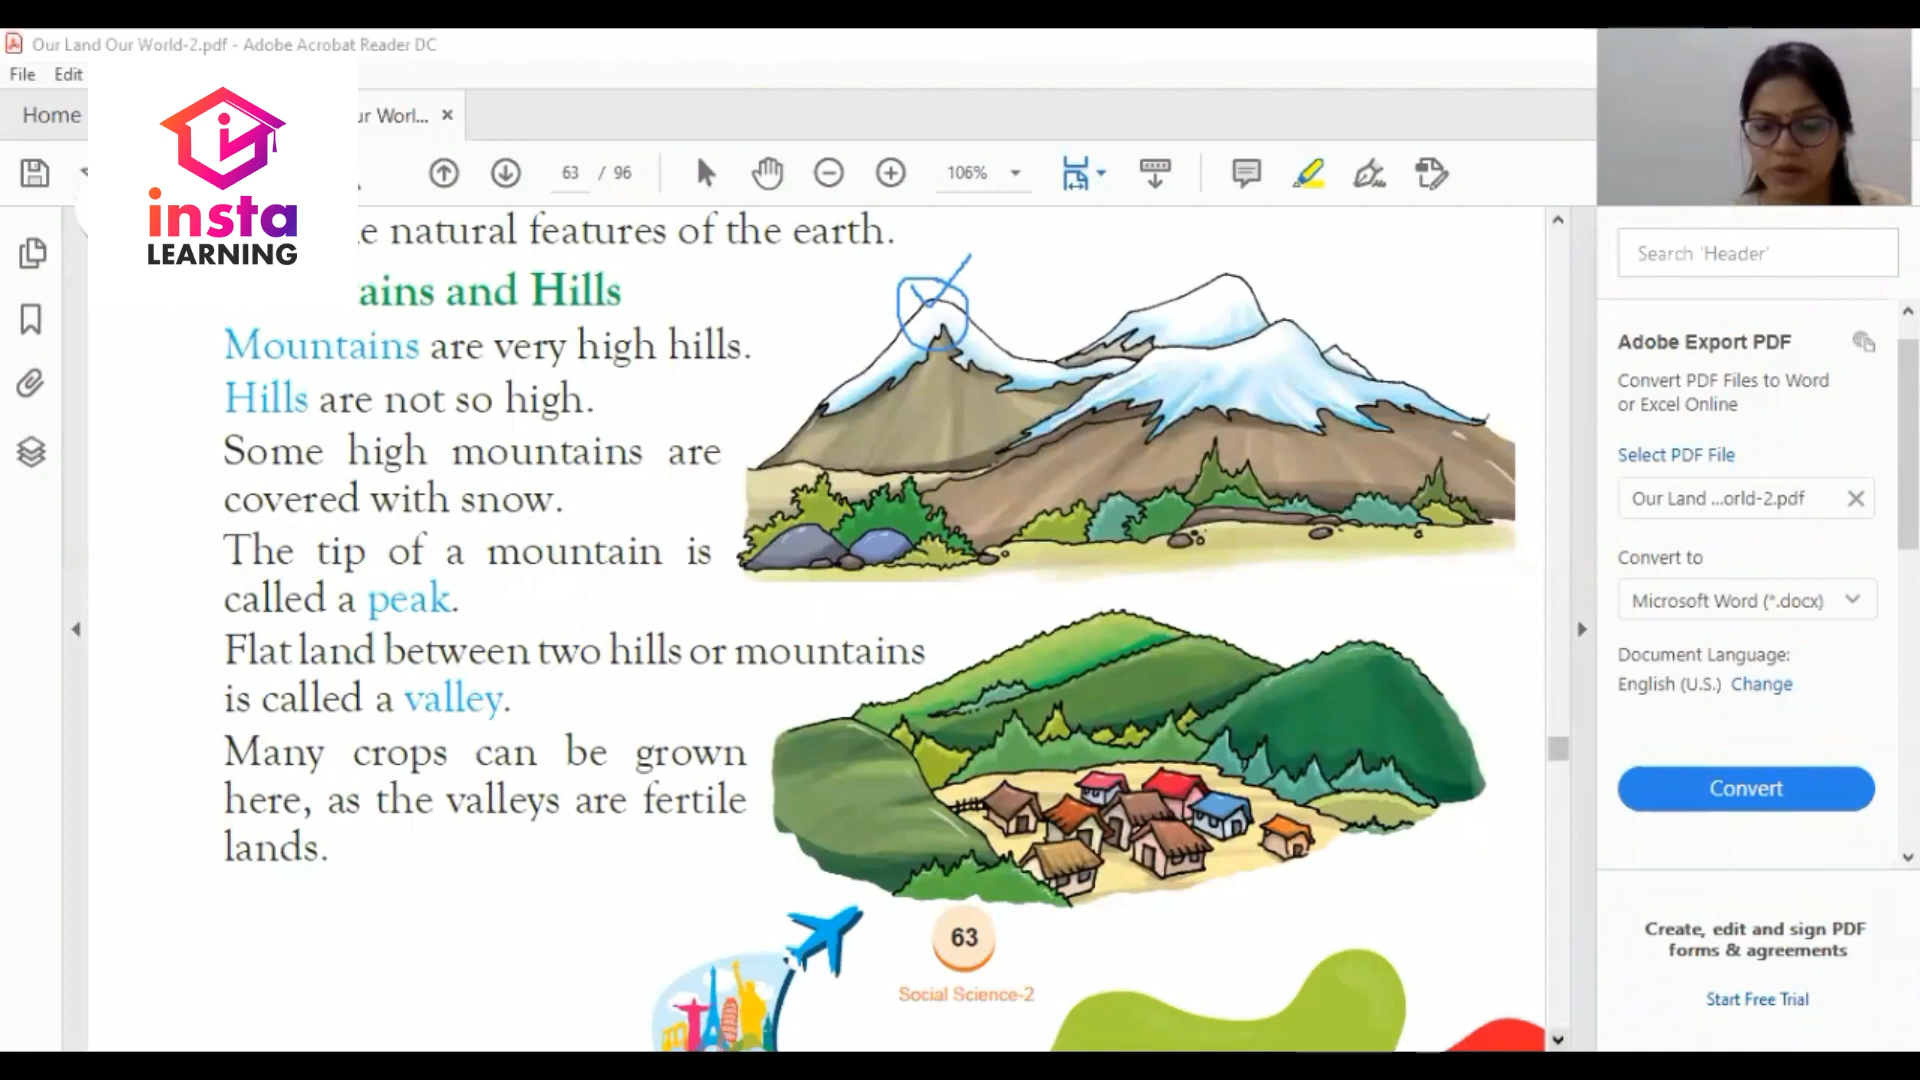 Our Land Our World-2.pdf - Adobe Acrobat Reader DC
File Edit
Home
ur Worl...
63 / 96
106%
insta
LEARNING
natural features of the earth.
ains and Hills
Mountains are very high hills.
Hills are not so high.
Some high mountains are
covered with snow.
The tip of a mountain is
called a peak.
Flat land between two hills or mountains
is called a valley.
Many crops can be grown
here, as the valleys are fertile
lands.
63
Social Science-2
Search 'Header'
Adobe Export PDF
Convert PDF Files to Word
or Excel Online
Select PDF File
Our Land ...orld-2.pdf
Convert to
Microsoft Word (*.docx)
Document Language:
English (U.S.) Change
Convert
Create, edit and sign PDF
forms & agreements
Start Free Trial